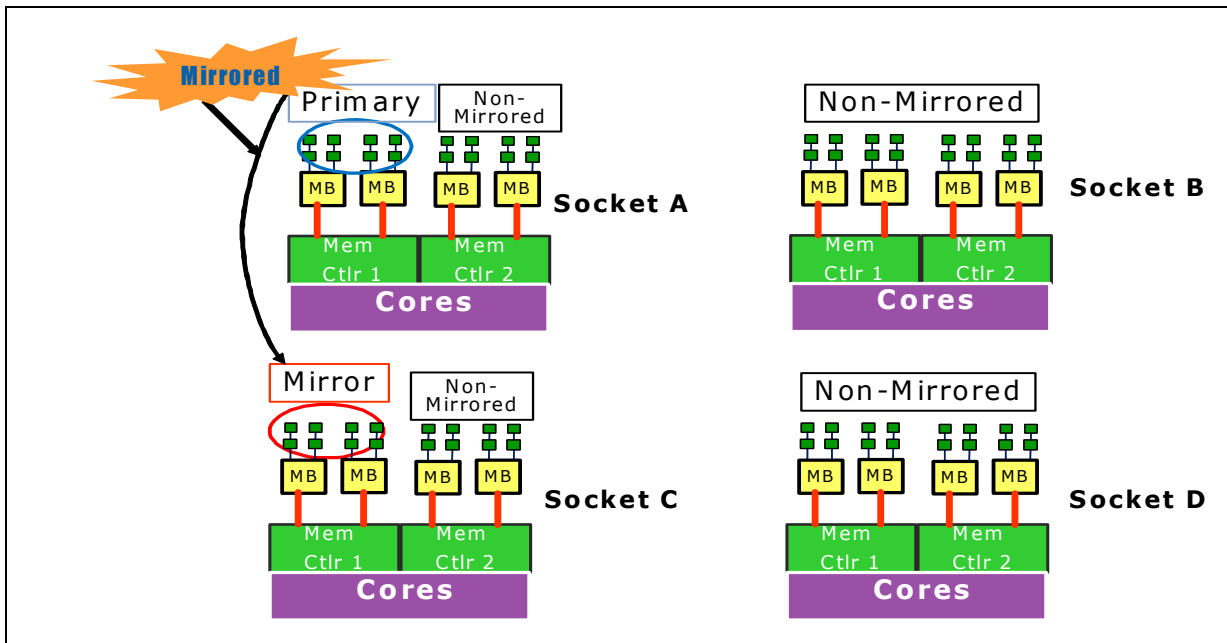 Mirrored
Primary
Non-
Mirrored
MB
MB
MB
MB
Socket A
Mem
Ctlr 1
Mem
Ctlr 2
Cores
Non-Mirrored
MB
MB
MB
MB
Socket B
Mem
Ctlr 1
Mem
Ctlr 2
Cores
Mirror
Non-
Mirrored
MB
MB
MB
MB
Socket C
Mem
Ctlr 1
Mem
Ctlr 2
Cores
Non-Mirrored
MB
MB
MB
MB
Socket D
Mem
Ctlr 1
Mem
Ctlr 2
Cores